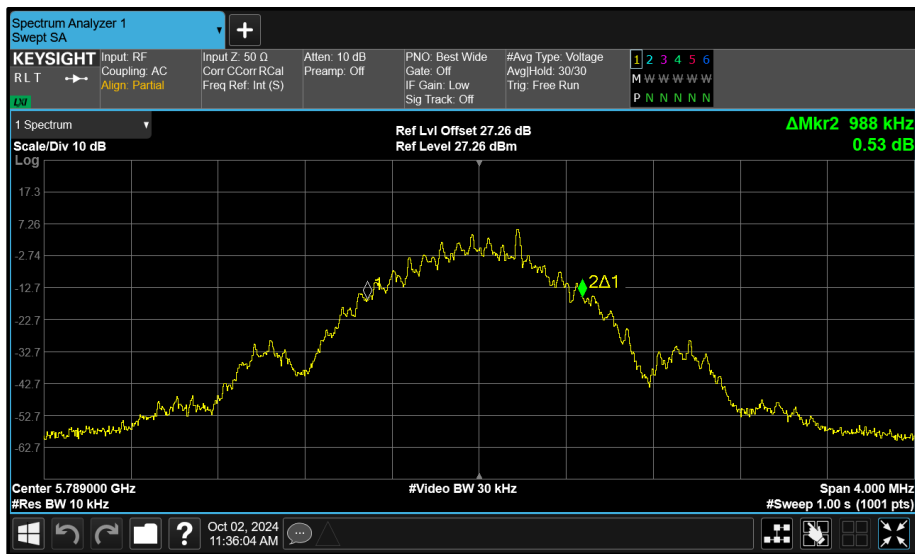 Spectrum Analyzer 1
Swept SA
KEYSIGHT
R L T
LXI
Input: RF
Coupling: AC
Align: Partial
Input Z: 50 Ω
Corr CCorr RCal
Freq Ref: Int (S)
Atten: 10 dB
Preamp: Off
PNO: Best Wide
Gate: Off
IF Gain: Low
Sig Track: Off
#Avg Type: Voltage
Avg|Hold: 30/30
Trig: Free Run
1 2 3 4 5 6
M W W W W W
P N N N N N
1 Spectrum
Scale/Div 10 dB
Log
Ref Lvl Offset 27.26 dB
Ref Level 27.26 dBm
ΔMkr2 988 kHz
0.53 dB
17.3
7.26
-2.74
-12.7
-22.7
-32.7
-42.7
-52.7
-62.7
1
2Δ1
Center 5.789000 GHz
#Res BW 10 kHz
#Video BW 30 kHz
Span 4.000 MHz
#Sweep 1.00 s (1001 pts)
?
Oct 02, 2024
11:36:04 AM